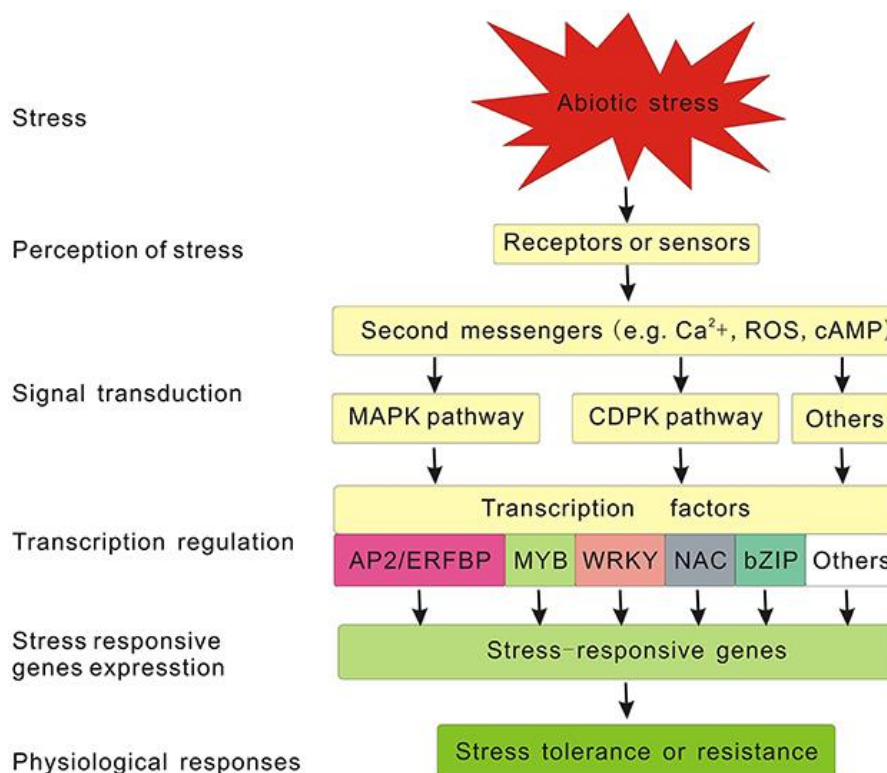 Abiotic stress
Stress
Receptors or sensors
Perception of stress
Second messengers (e.g. Ca²+, ROS, cAMP)
Signal transduction
MAPK pathway CDPK pathway Others
Transcription factors
Transcription regulation
AP2/ERFBP MYB WRKY NAC bZIP Others
Stress responsive
genes expresstion
Stress-responsive genes
Physiological responses
Stress tolerance or resistance